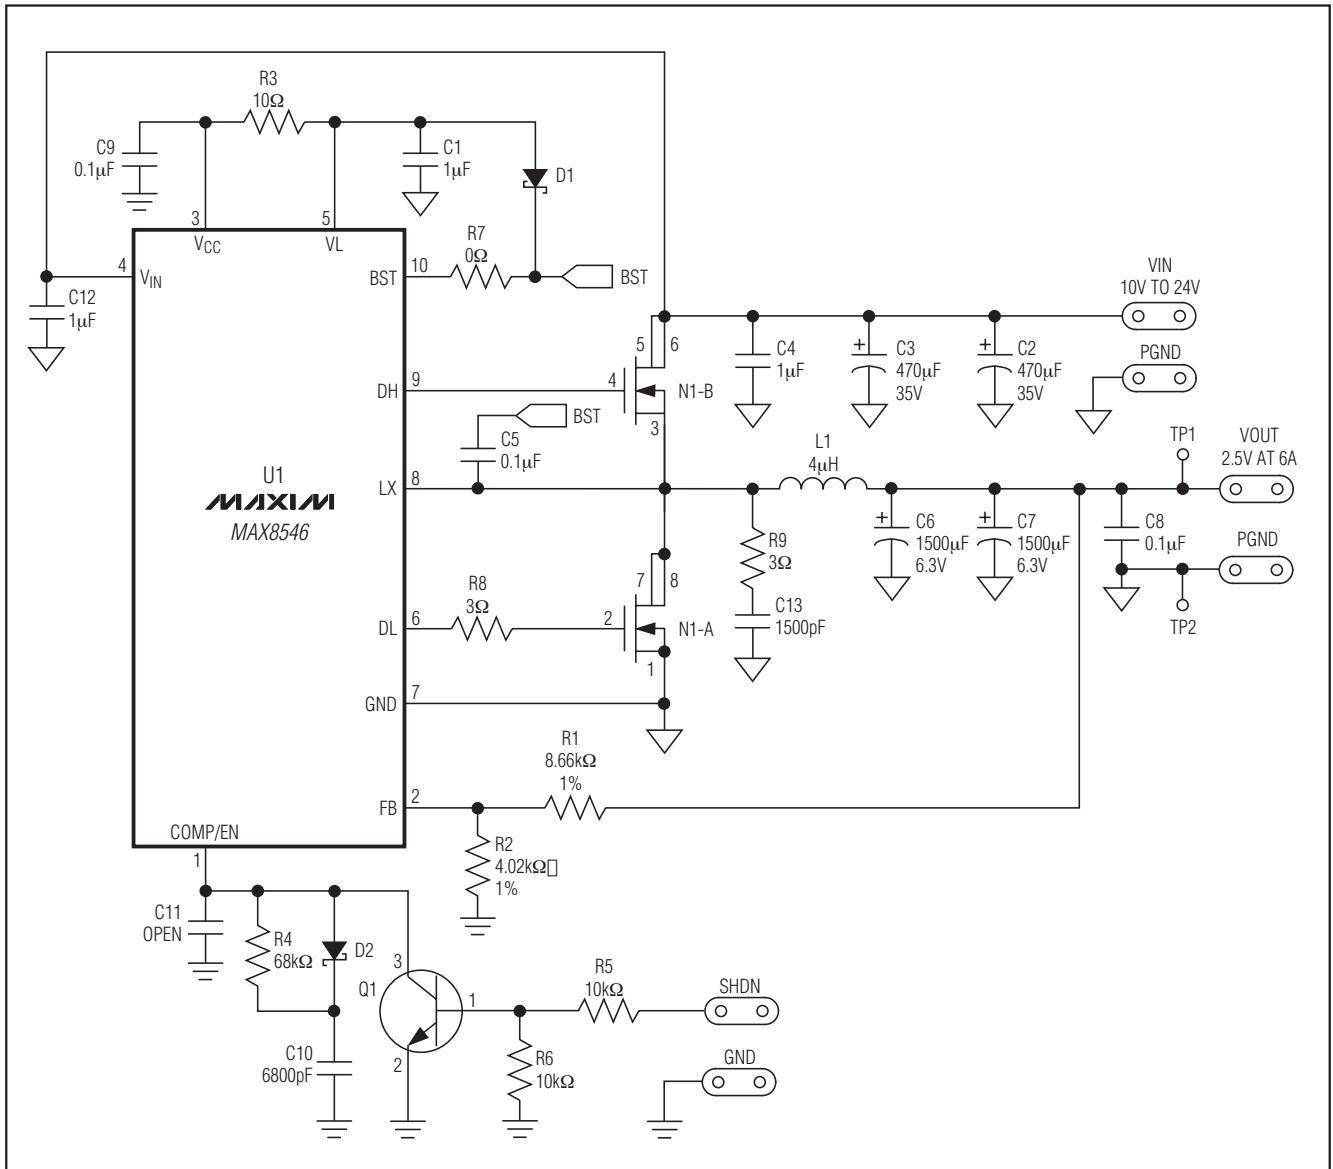 R3
10Ω
C9
0.1µF
C1
1µF
D1
3
5
VCC
VL
R7
0Ω
4
VIN
BST
10
BST
C12
1µF
VIN
10V TO 24V
5
6
C4
1µF
C3
470µF
35V
+
C2
470µF
35V
+
PGND
DH
9
4
N1-B
BST
3
C5
0.1µF
L1
4µH
TP1
VOUT
2.5V AT 6A
U1
MAXIM
MAX8546
LX
8
R9
3Ω
+
C6
1500µF
6.3V
+
C7
1500µF
6.3V
C8
0.1µF
PGND
R8
3Ω
7
8
DL
6
2
N1-A
C13
1500pF
TP2
1
GND
7
R1
8.66kΩ
1%
FB
2
COMP/EN
1
R2
4.02kΩ□
1%
C11
OPEN
R4
68kΩ
D2
3
Q1
1
R5
10kΩ
SHDN
2
C10
6800pF
R6
10kΩ
GND